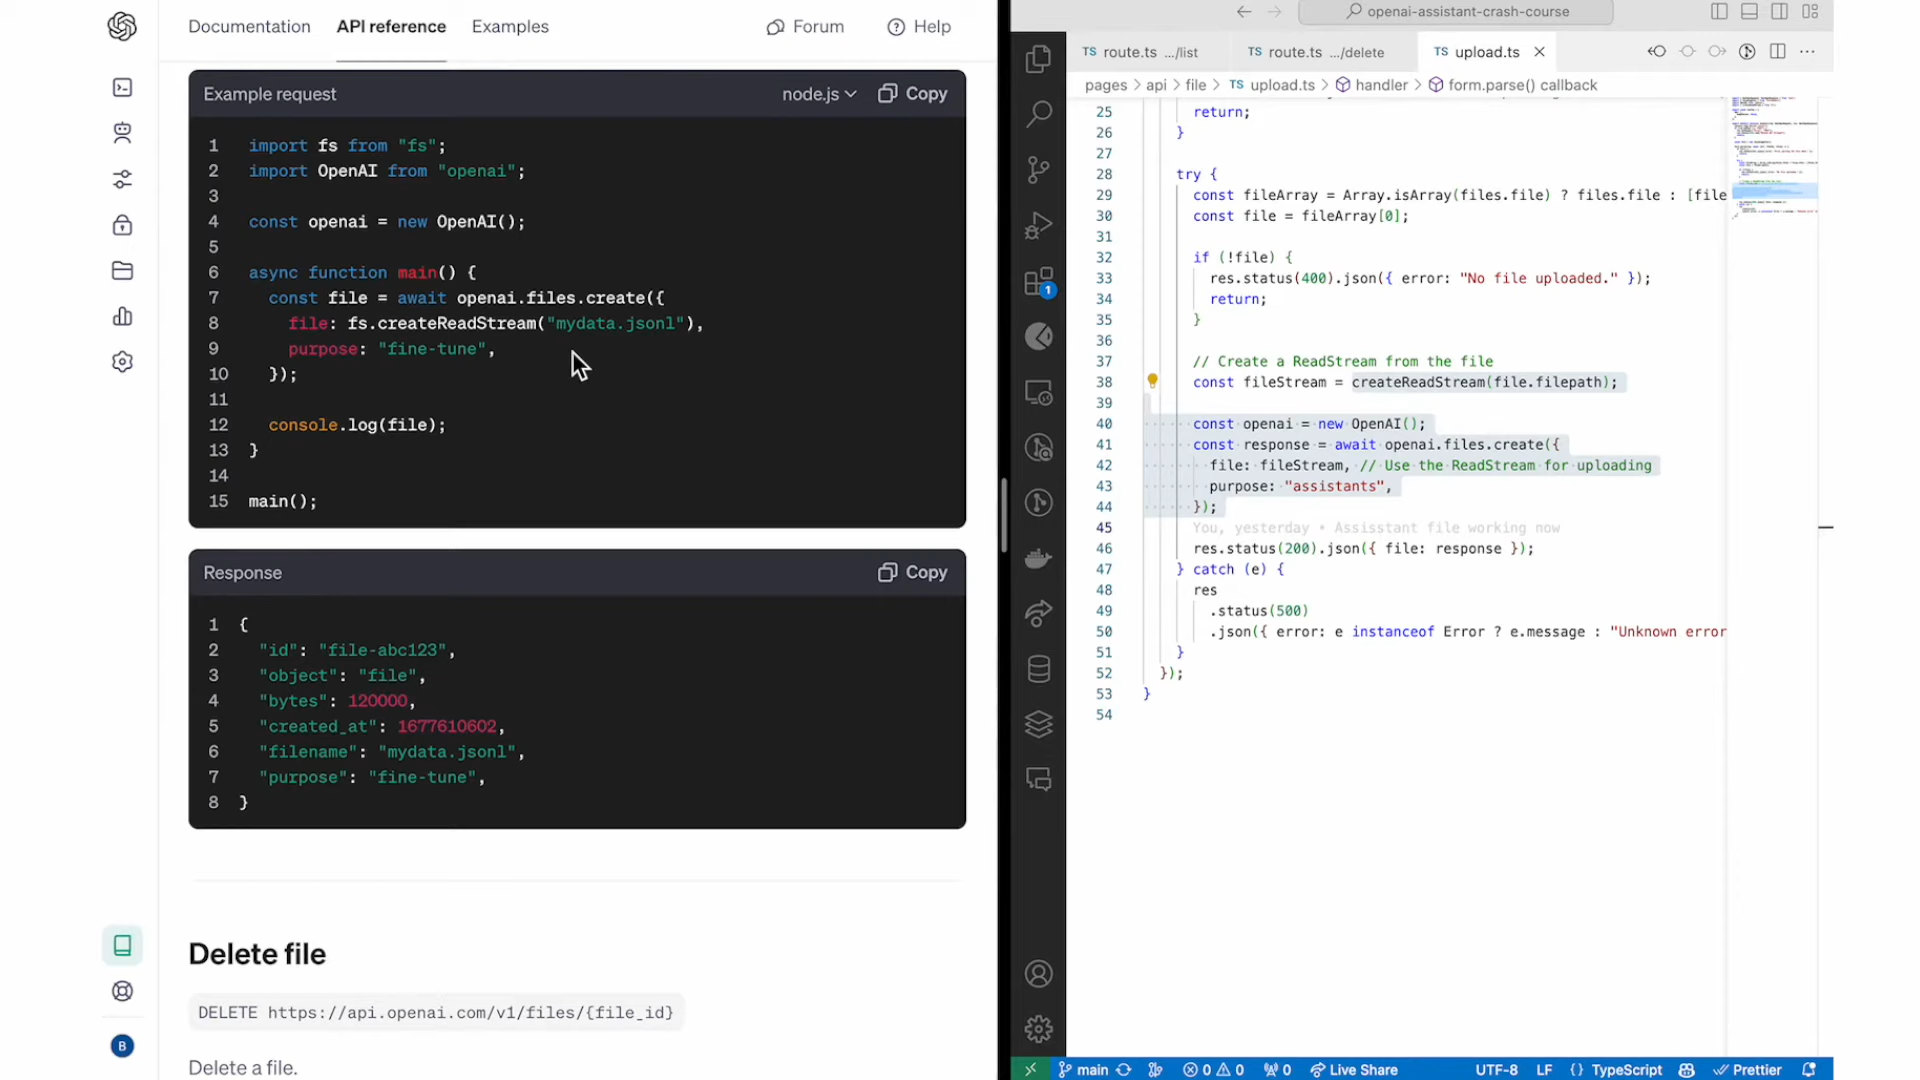 Documentation
API reference
Examples
Forum
Help
Example request
node.js
Copy
1 import fs from "fs";
2 import OpenAI from "openai";
3
4 const openai = new OpenAI();
5
6 async function main() {
7 const file = await openai.files.create({
8 file: fs.createReadStream("mydata.jsonl"),
9 purpose: "fine-tune",
10 });
11
12 console.log(file);
13 }
14
15 main();
Response
Copy
1 {
2 "id": "file-abc123",
3 "object": "file",
4 "bytes": 120000,
5 "created_at": 1677610602,
6 "filename": "mydata.jsonl",
7 "purpose": "fine-tune",
8 }
Delete file
DELETE https://api.openai.com/v1/files/{file_id}
Delete a file.
B
openai-assistant-crash-course
TS route.ts .../list
TS route.ts .../delete
TS upload.ts
pages > api > file > TS upload.ts > handler > form.parse() callback
1
25 return;
26 }
27
28 try {
29 const fileArray = Array.isArray(files.file) ? files.file : [file
30 const file = fileArray[0];
31
32 if (!file) {
33 res.status(400).json({ error: "No file uploaded." });
34 return;
35 }
36
37 // Create a ReadStream from the file
38 const fileStream = createReadStream(file.filepath);
39
40 const openai = new OpenAI();
41 const response = await openai.files.create({
42 file: fileStream, // Use the ReadStream for uploading
43 purpose: "assistants",
44 });
45 You, yesterday • Assisstant file working now
46 res.status(200).json({ file: response });
47 } catch (e) {
48 res
49 .status(500)
50 .json({ error: e instanceof Error ? e.message : "Unknown error
51 }
52 });
53 }
54
main
0 0
0
Live Share
UTF-8
LF
{} TypeScript
Prettier